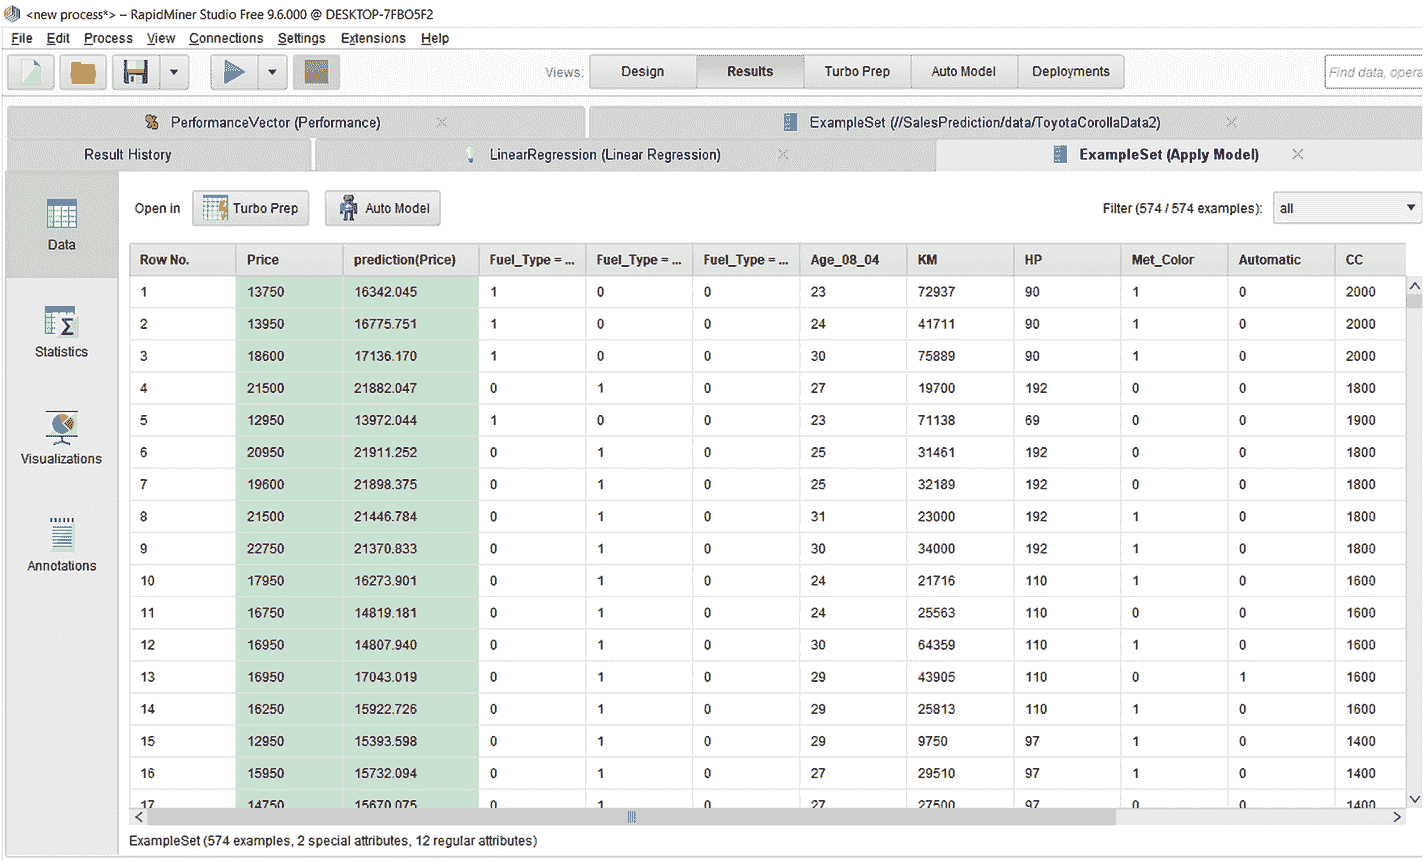 <new process*> – RapidMiner Studio Free 9.6.000 @ DESKTOP-7FBO5F2
File Edit Process View Connections Settings Extensions Help
Views: Design Results Turbo Prep Auto Model Deployments Find data, opera
PerformanceVector (Performance) ExampleSet (//SalesPrediction/data/ToyotaCorollaData2)
Result History LinearRegression (Linear Regression) ExampleSet (Apply Model)
Data
Statistics
Visualizations
Annotations
Open in Turbo Prep Auto Model Filter (574 / 574 examples): all
Row No. Price prediction(Price) Fuel_Type = ... Fuel_Type = ... Fuel_Type = ... Age_08_04 KM HP Met_Color Automatic CC
1 13750 16342.045 1 0 0 23 72937 90 1 0 2000
2 13950 16775.751 1 0 0 24 41711 90 1 0 2000
3 18600 17136.170 1 0 0 30 75889 90 1 0 2000
4 21500 21882.047 0 1 0 27 19700 192 0 0 1800
5 12950 13972.044 1 0 0 23 71138 69 0 0 1900
6 20950 21911.252 0 1 0 25 31461 192 0 0 1800
7 19600 21898.375 0 1 0 25 32189 192 0 0 1800
8 21500 21446.784 0 1 0 31 23000 192 1 0 1800
9 22750 21370.833 0 1 0 30 34000 192 1 0 1800
10 17950 16273.901 0 1 0 24 21716 110 1 0 1600
11 16750 14819.181 0 1 0 24 25563 110 0 0 1600
12 16950 14807.940 0 1 0 30 64359 110 1 0 1600
13 16950 17043.019 0 1 0 29 43905 110 0 1 1600
14 16250 15922.726 0 1 0 29 25813 110 1 0 1600
15 12950 15393.598 0 1 0 29 9750 97 1 0 1400
16 15950 15732.094 0 1 0 27 29510 97 1 0 1400
17 14750 15670.075 0 1 0 27 27500 97 0 0 1400
ExampleSet (574 examples, 2 special attributes, 12 regular attributes)